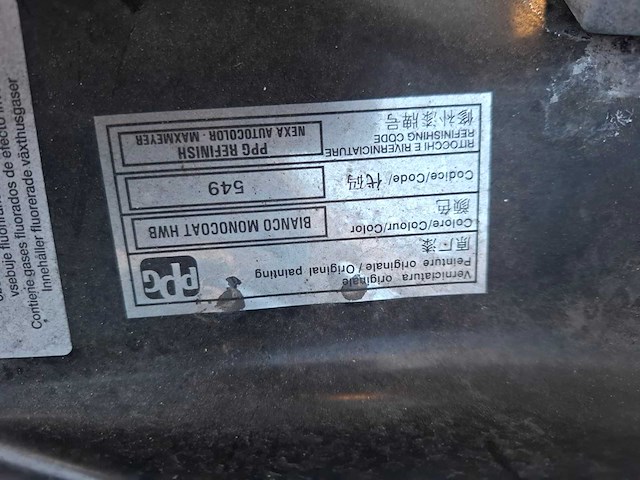 Verniciatura originale
Peinture originale / Original painting
原厂漆
PPG
Colore/Colour/Color
颜色
BIANCO MONOCOAT HWB
Codice/Code/ 代码
549
RITOCCHI E RIVERNICIATURE
REFINISHING CODE
修补漆牌号
PPG REFINISH
NEXA AUTOCOLOR - MAXMEYER
vsebuje
Contiene gases fluorados de efecto
Innehåller fluorerade växthusgaser